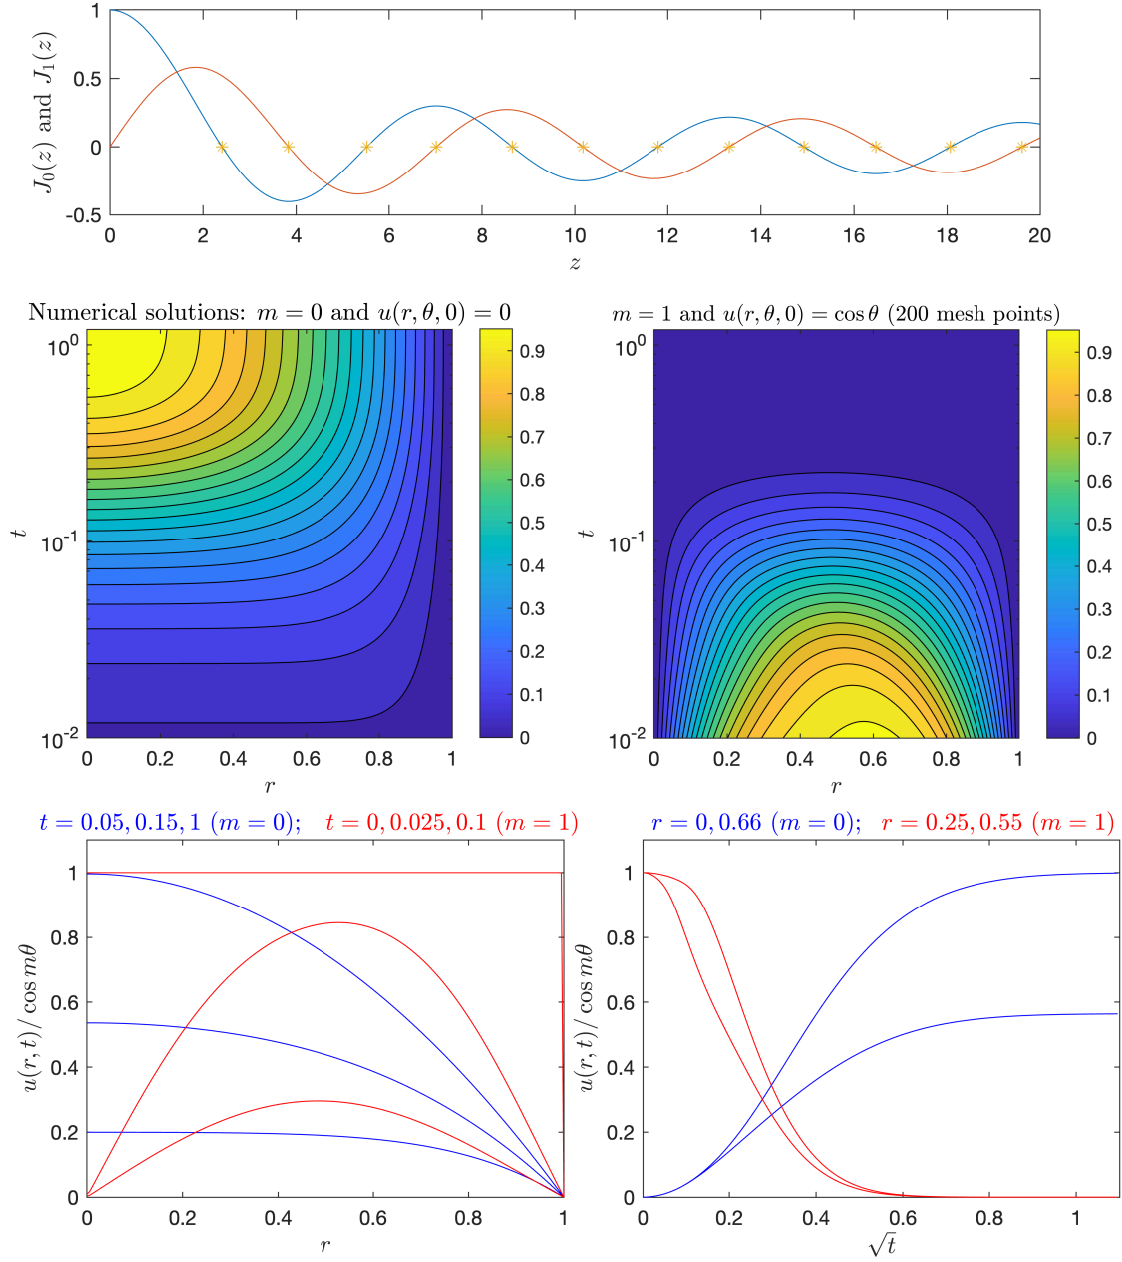 J₀(z) and J₁(z)
1
0.5
0
-0.5
0 2 4 6 8 10 12 14 16 18 20
z
Numerical solutions: m = 0 and u(r, θ, 0) = 0
t
10⁰
10⁻¹
10⁻²
0 0.2 0.4 0.6 0.8 1
r
0.9
0.8
0.7
0.6
0.5
0.4
0.3
0.2
0.1
0
m = 1 and u(r, θ, 0) = cos θ (200 mesh points)
t
10⁰
10⁻¹
10⁻²
0 0.2 0.4 0.6 0.8 1
r
0.9
0.8
0.7
0.6
0.5
0.4
0.3
0.2
0.1
0
t = 0.05, 0.15, 1 (m = 0); t = 0, 0.025, 0.1 (m = 1)
u(r, t)/ cos mθ
1
0.8
0.6
0.4
0.2
0
0 0.2 0.4 0.6 0.8 1
r
r = 0, 0.66 (m = 0); r = 0.25, 0.55 (m = 1)
u(r, t)/ cos mθ
1
0.8
0.6
0.4
0.2
0
0 0.2 0.4 0.6 0.8 1
√t